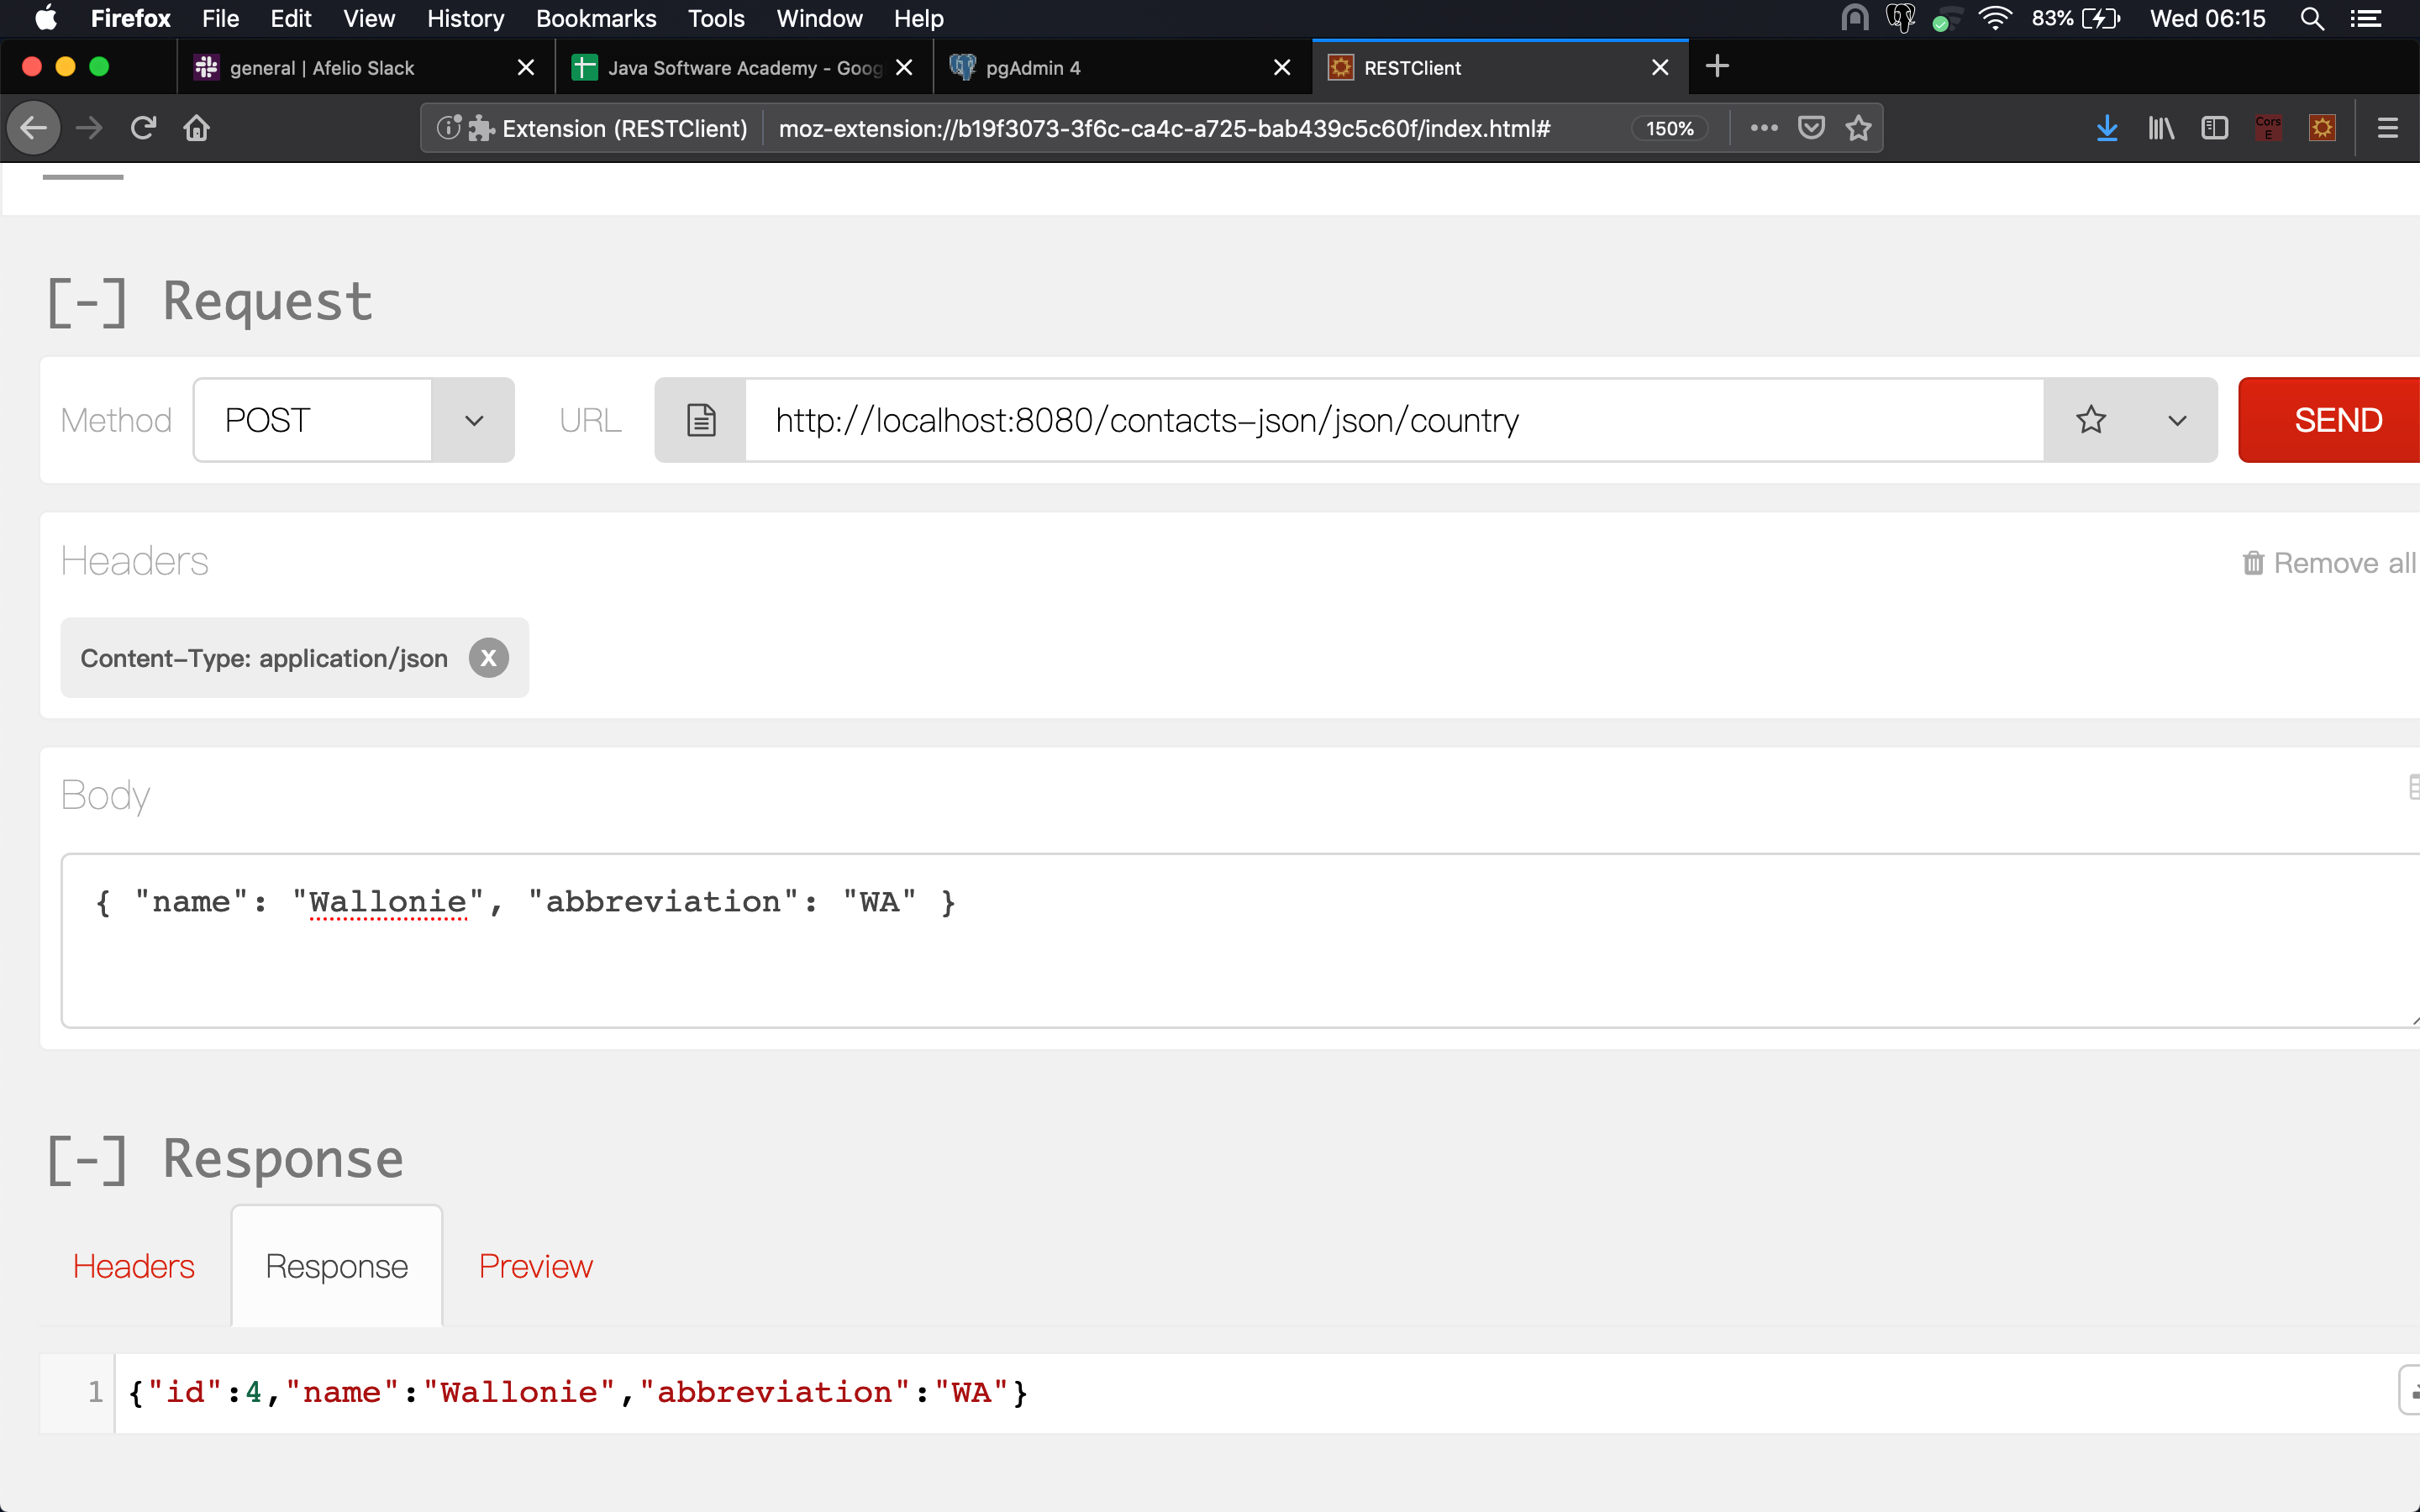 Firefox File Edit View History Bookmarks Tools Window Help 83% Wed 06:15
general | Afelio Slack Java Software Academy - Goog pgAdmin 4 RESTClient
Extension (RESTClient) moz-extension://b19f3073-3f6c-ca4c-a725-bab439c5c60f/index.html# 150% Cors E
[-] Request
Method POST URL http://localhost:8080/contacts-json/json/country SEND
Headers Remove all
Content-Type: application/json x
Body
{ "name": "Wallonie", "abbreviation": "WA" }
[-] Response
Headers Response Preview
1 {"id":4,"name":"Wallonie","abbreviation":"WA"}